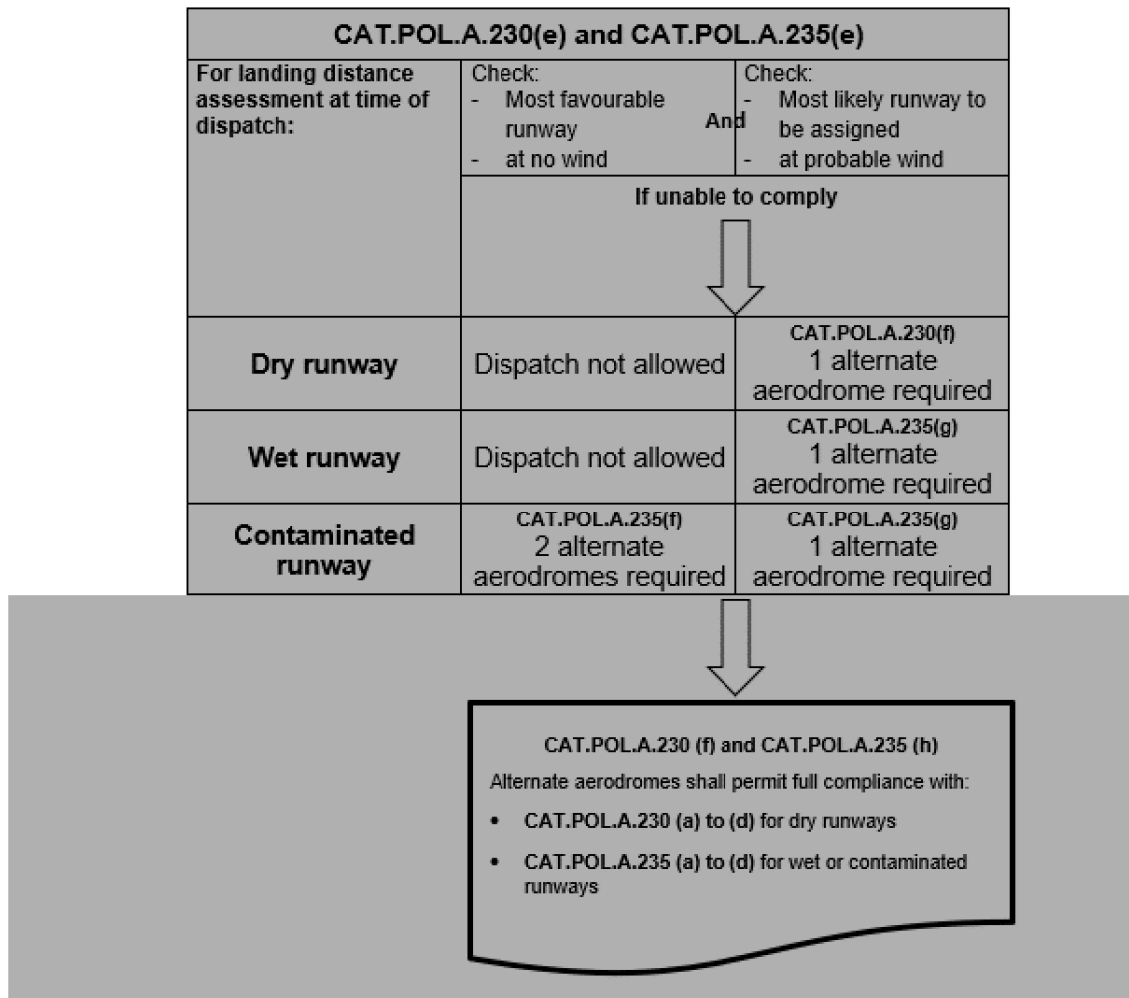 CAT.POL.A.230(e) and CAT.POL.A.235(e)
For landing distance
assessment at time of
dispatch:
Check:
- Most favourable
runway
- at no wind
And
Check:
- Most likely runway to
be assigned
- at probable wind
If unable to comply
Dry runway
Dispatch not allowed
CAT.POL.A.230(f)
1 alternate
aerodrome required
Wet runway
Dispatch not allowed
CAT.POL.A.235(g)
1 alternate
aerodrome required
Contaminated
runway
CAT.POL.A.235(f)
2 alternate
aerodromes required
CAT.POL.A.235(g)
1 alternate
aerodrome required
CAT.POL.A.230 (f) and CAT.POL.A.235 (h)
Alternate aerodromes shall permit full compliance with:
• CAT.POL.A.230 (a) to (d) for dry runways
• CAT.POL.A.235 (a) to (d) for wet or contaminated
runways